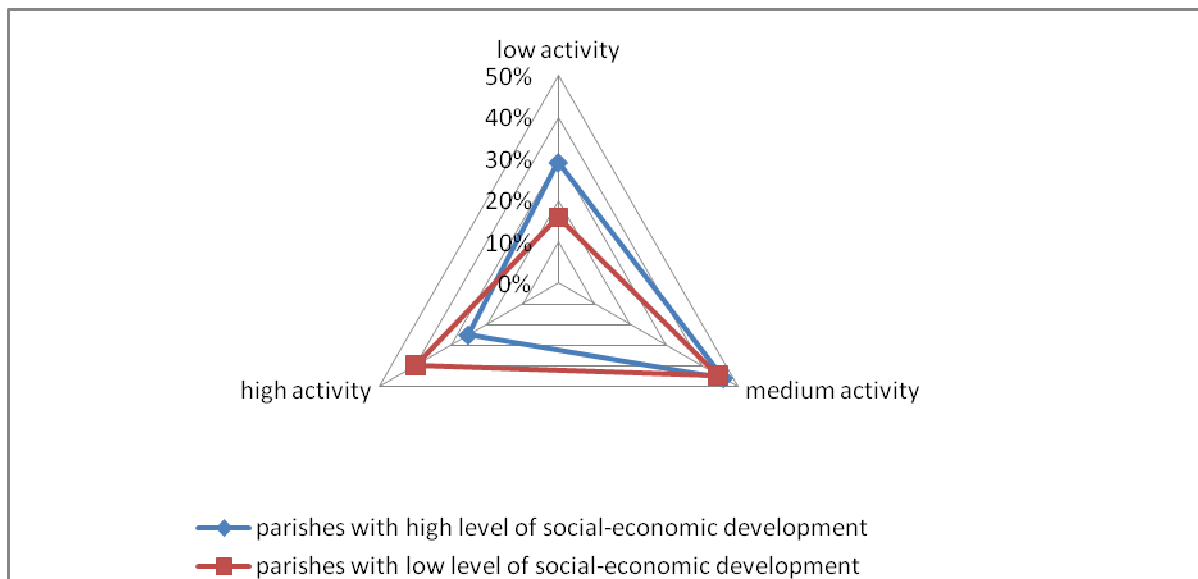 low activity
50%
40%
30%
20%
10%
0%
high activity
medium activity
parishes with high level of social-economic development
parishes with low level of social-economic development